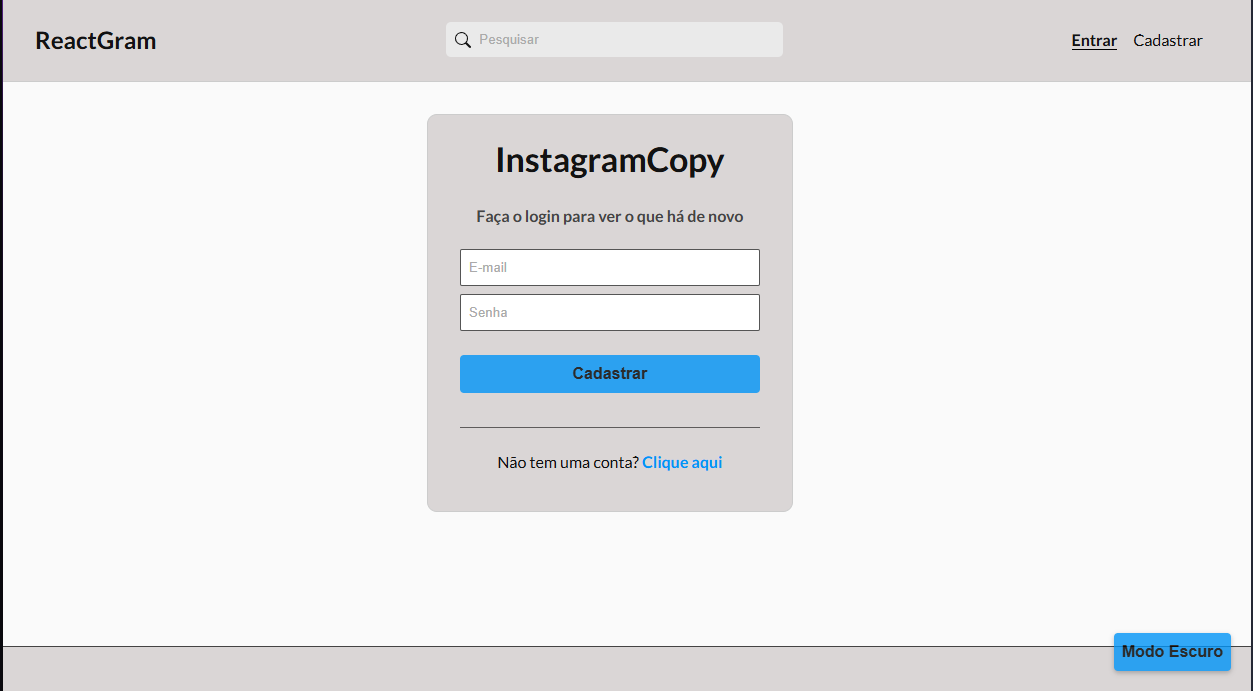 ReactGram
Pesquisar
Entrar
Cadastrar
InstagramCopy
Faça o login para ver o que há de novo
E-mail
Senha
Cadastrar
Não tem uma conta? Clique aqui
Modo Escuro